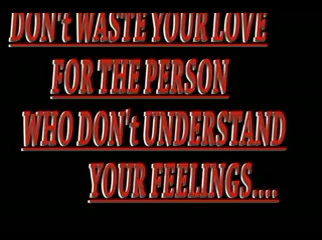 DON't WASTE YOUR LOVE
FOR THE PERSON
WHO DON't UNDERSTAND
YOUR FEELINGS....